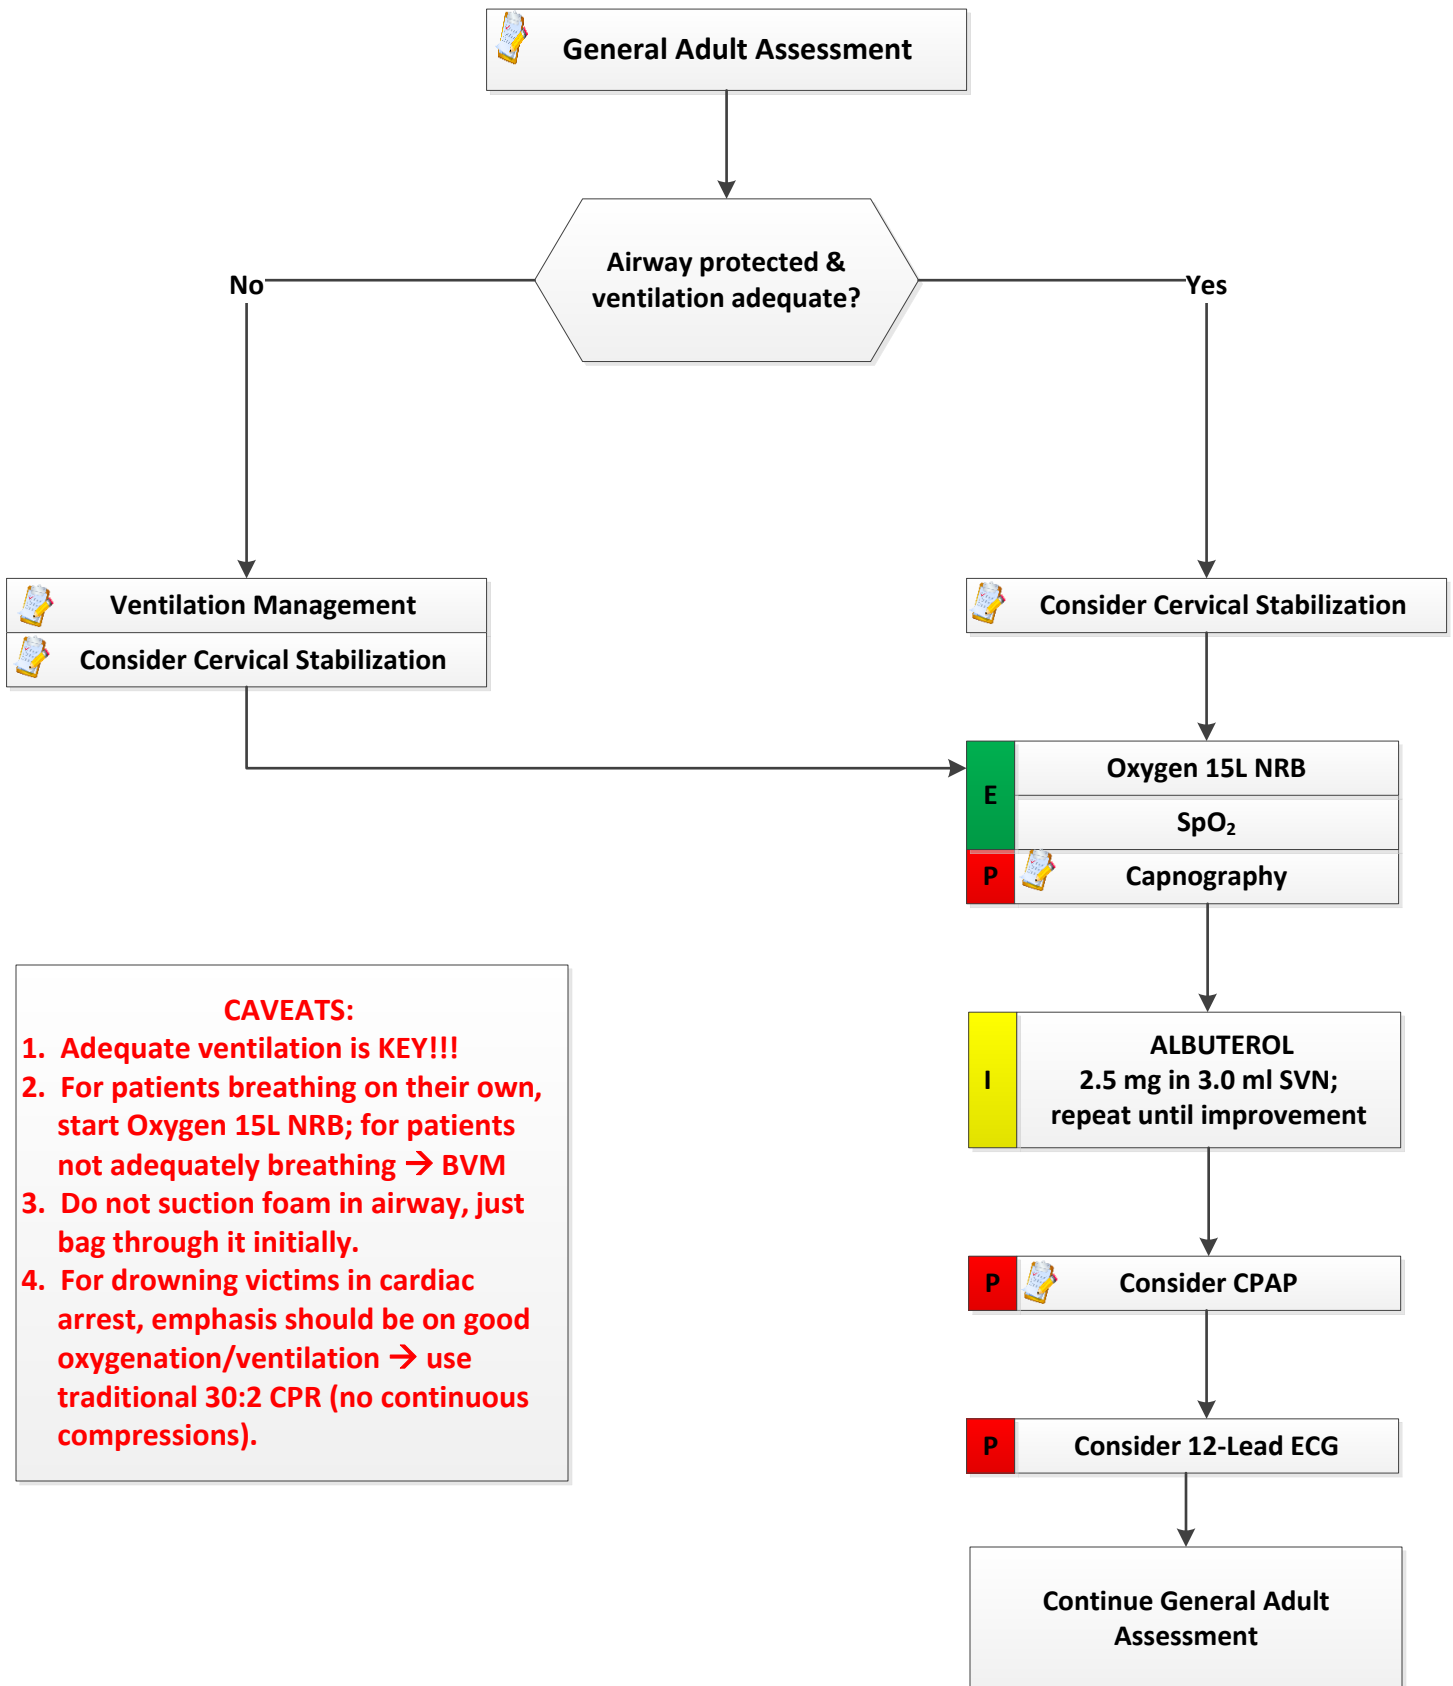 General Adult Assessment
Airway protected &
ventilation adequate?
No
Yes
Ventilation Management
Consider Cervical Stabilization
Consider Cervical Stabilization
E
Oxygen 15L NRB
SpO₂
P
Capnography
I
ALBUTEROL
2.5 mg in 3.0 ml SVN;
repeat until improvement
P
Consider CPAP
P
Consider 12-Lead ECG
Continue General Adult
Assessment
CAVEATS:
1. Adequate ventilation is KEY!!!
2. For patients breathing on their own,
start Oxygen 15L NRB; for patients
not adequately breathing → BVM
3. Do not suction foam in airway, just
bag through it initially.
4. For drowning victims in cardiac
arrest, emphasis should be on good
oxygenation/ventilation → use
traditional 30:2 CPR (no continuous
compressions).